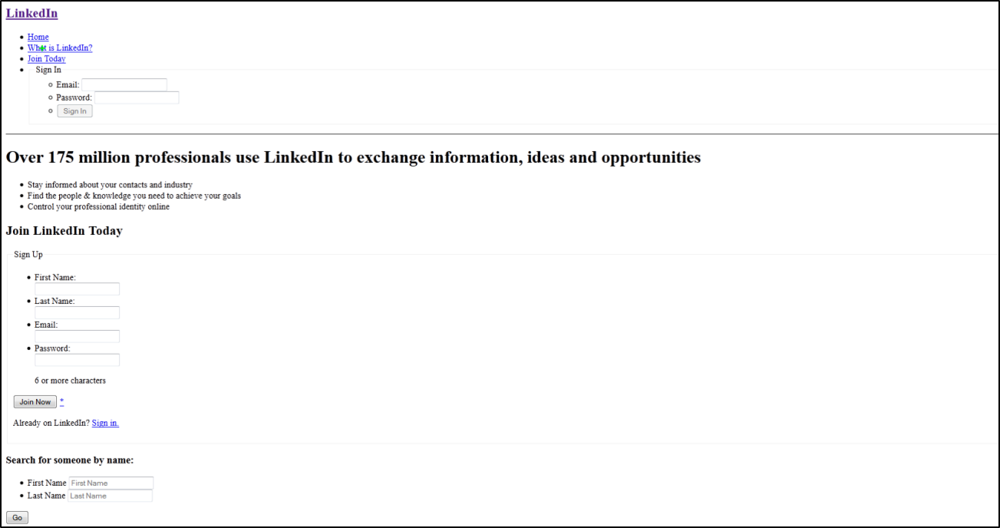 LinkedIn
Home
What is LinkedIn?
Join Today
Sign In
Email:
Password:
Sign In
Over 175 million professionals use LinkedIn to exchange information, ideas and opportunities
Stay informed about your contacts and industry
Find the people & knowledge you need to achieve your goals
Control your professional identity online
Join LinkedIn Today
Sign Up
First Name:
Last Name:
Email:
Password:
6 or more characters
Join Now *
Already on LinkedIn? Sign in.
Search for someone by name:
First Name First Name
Last Name Last Name
Go